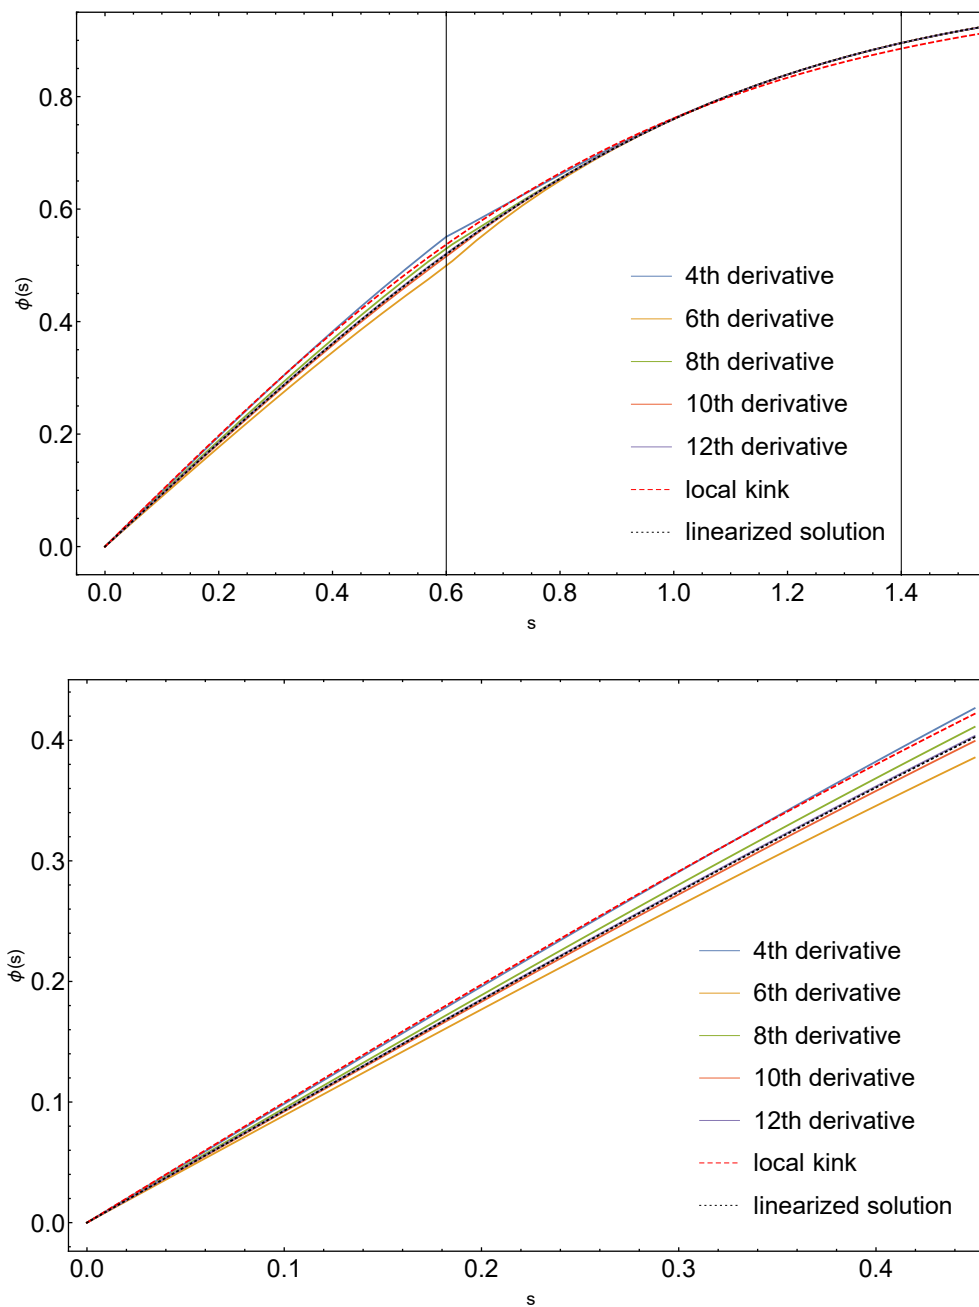 0.8
0.6
0.4
0.2
0.0
ϕ(s)
4th derivative
6th derivative
8th derivative
10th derivative
12th derivative
local kink
linearized solution
0.0 0.2 0.4 0.6 0.8 1.0 1.2 1.4
s
0.4
0.3
0.2
0.1
0.0
ϕ(s)
4th derivative
6th derivative
8th derivative
10th derivative
12th derivative
local kink
linearized solution
0.0 0.1 0.2 0.3 0.4
s